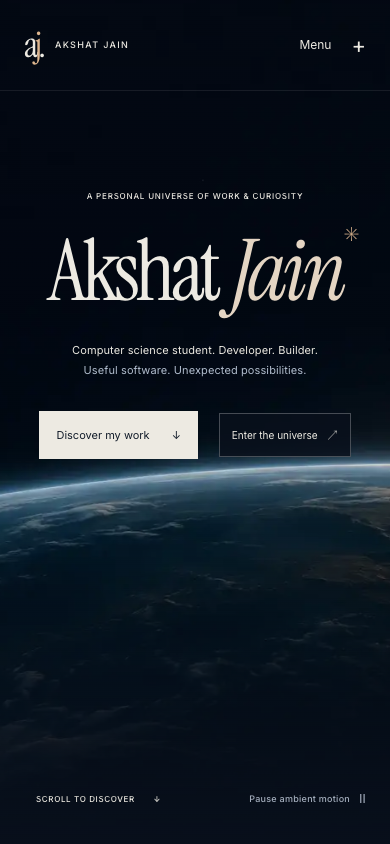 aj.
AKSHAT JAIN
Menu +
A PERSONAL UNIVERSE OF WORK & CURIOSITY
Akshat Jain
Computer science student. Developer. Builder.
Useful software. Unexpected possibilities.
Discover my work ↓
Enter the universe ↗
SCROLL TO DISCOVER ↓
Pause ambient motion